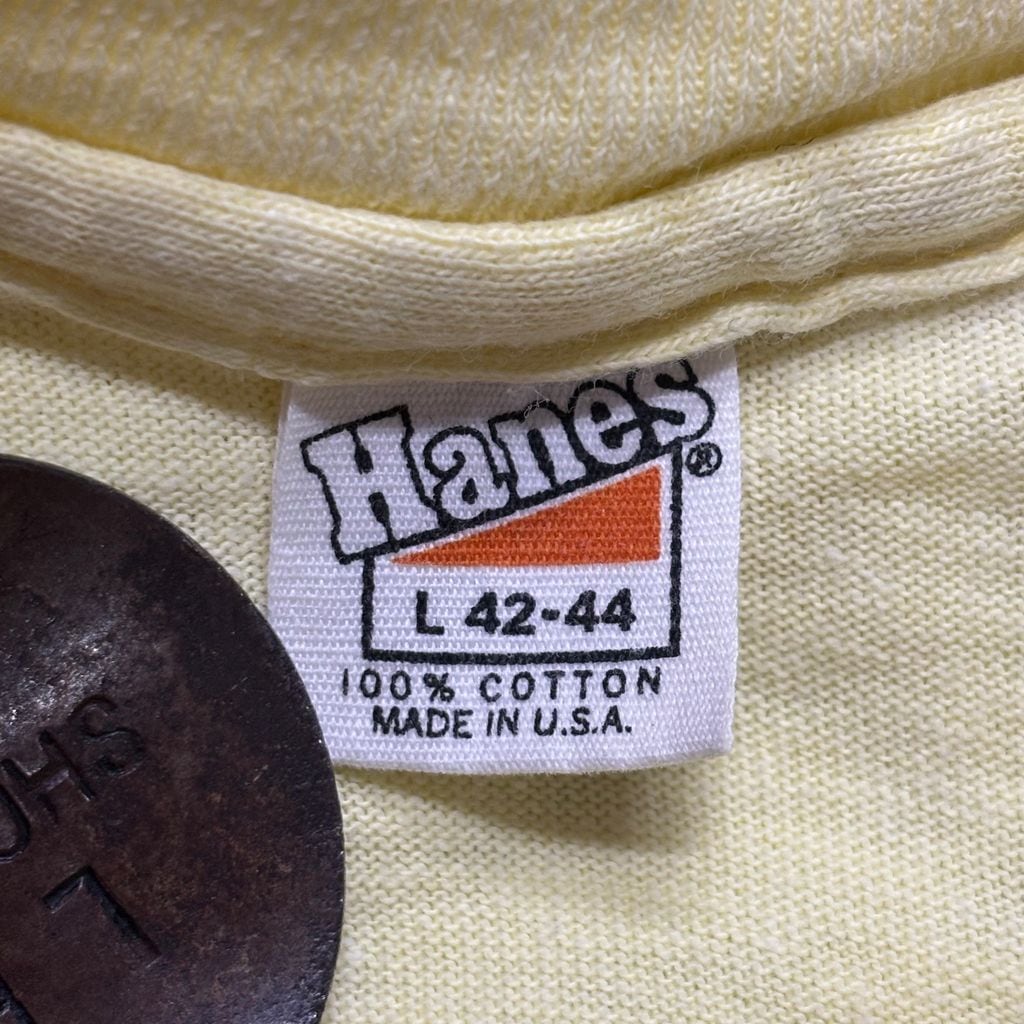 Hanes®
L 42-44
100% COTTON
MADE IN U.S.A.